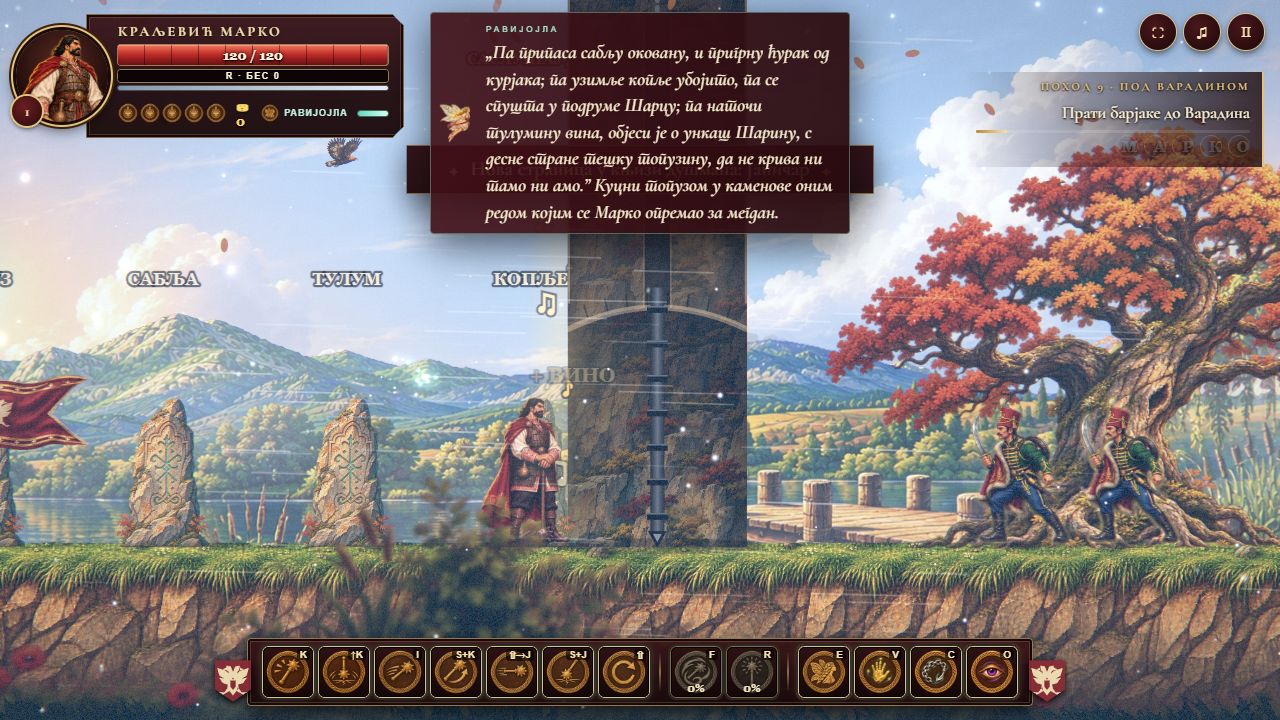 КРАЉЕВИЋ МАРКО
120 / 120
R · БЕС 0
I
0
РАВИЈОЈЛА
РАВИЈОЈЛА
„Па припаса сабљу оковану, и пригрну ћурак од
курјака; па узимље копље убојито, па се
спушта у подруме Шарцу; па наточи
тулумину вина, објеси је о ункаш Шарину, с
десне стране тешку топузину, да не крива ни
тамо ни амо.” Куцни топузом у каменове оним
редом којим се Марко опремао за мегдан.
II
ПОХОД 9 · ПОД ВАРАДИНОМ
Прати барјаке до Варадина
М А Р К О
З
САБЉА
ТУЛУМ
КОПЉЕ
+ ВИНО
K
↑K
I
S+K
⇧→J
S+J
⇧
F
0%
R
0%
E
V
C
O